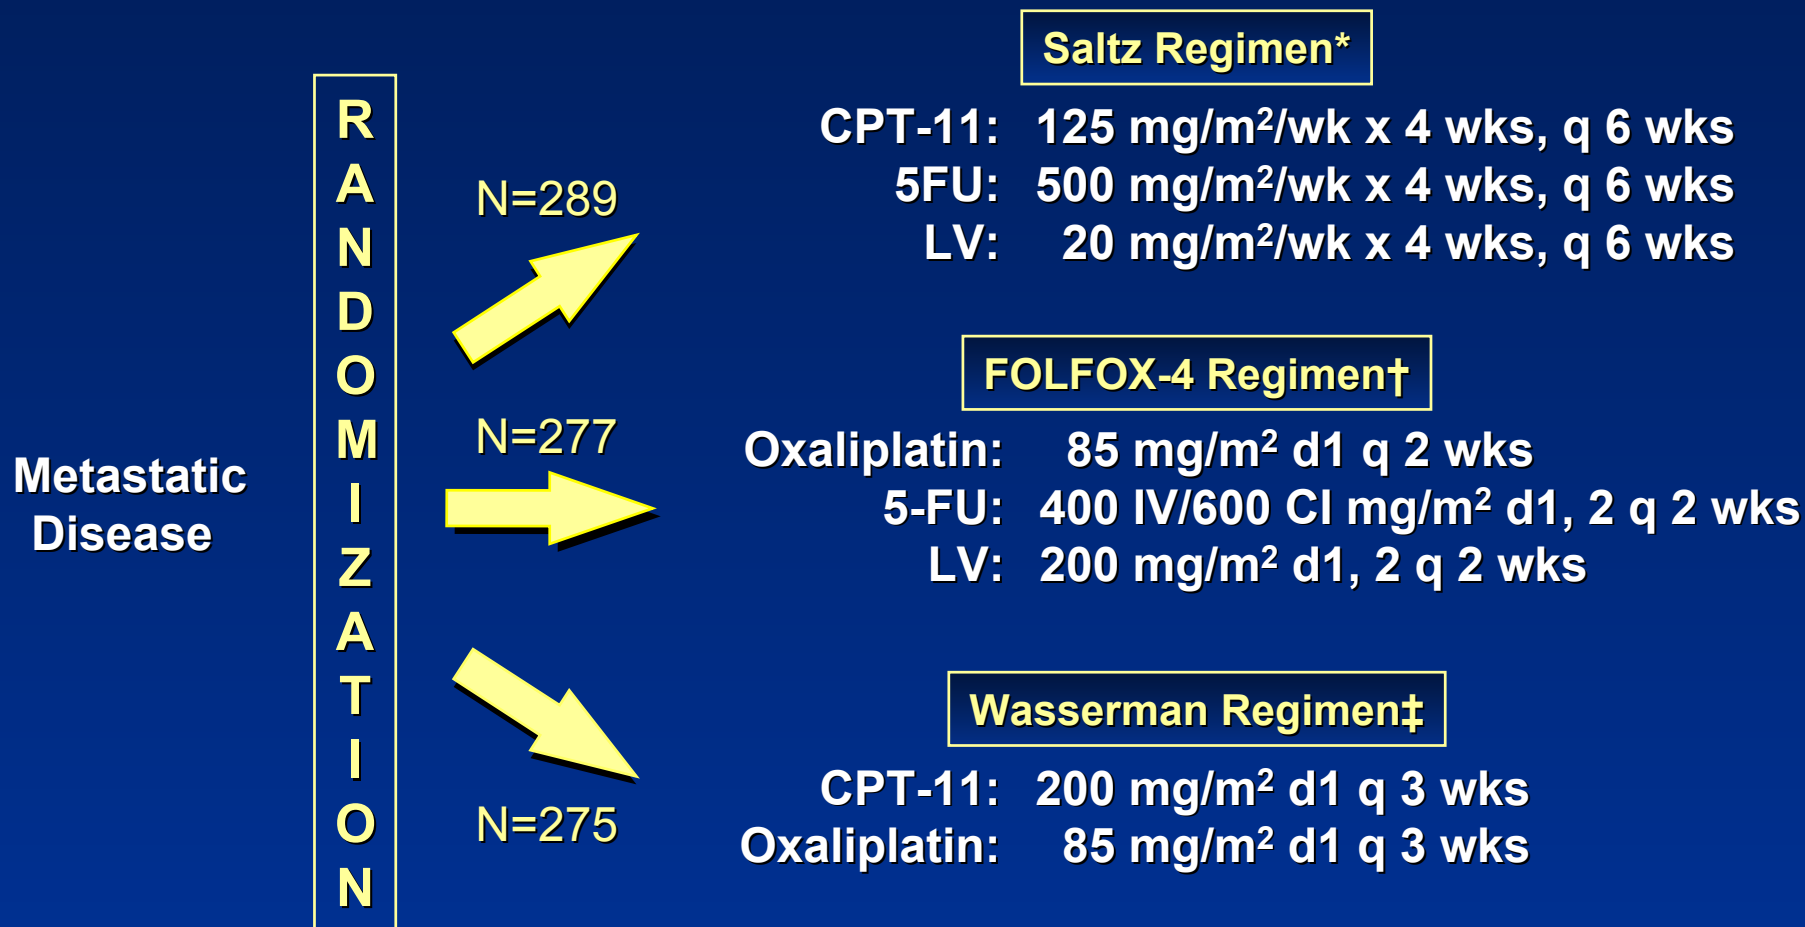 Metastatic
Disease
RANDOMIZATION
N=289
N=277
N=275
Saltz Regimen*
CPT-11: 125 mg/m²/wk x 4 wks, q 6 wks
5FU: 500 mg/m²/wk x 4 wks, q 6 wks
LV: 20 mg/m²/wk x 4 wks, q 6 wks
FOLFOX-4 Regimen†
Oxaliplatin: 85 mg/m² d1 q 2 wks
5-FU: 400 IV/600 CI mg/m² d1, 2 q 2 wks
LV: 200 mg/m² d1, 2 q 2 wks
Wasserman Regimen‡
CPT-11: 200 mg/m² d1 q 3 wks
Oxaliplatin: 85 mg/m² d1 q 3 wks